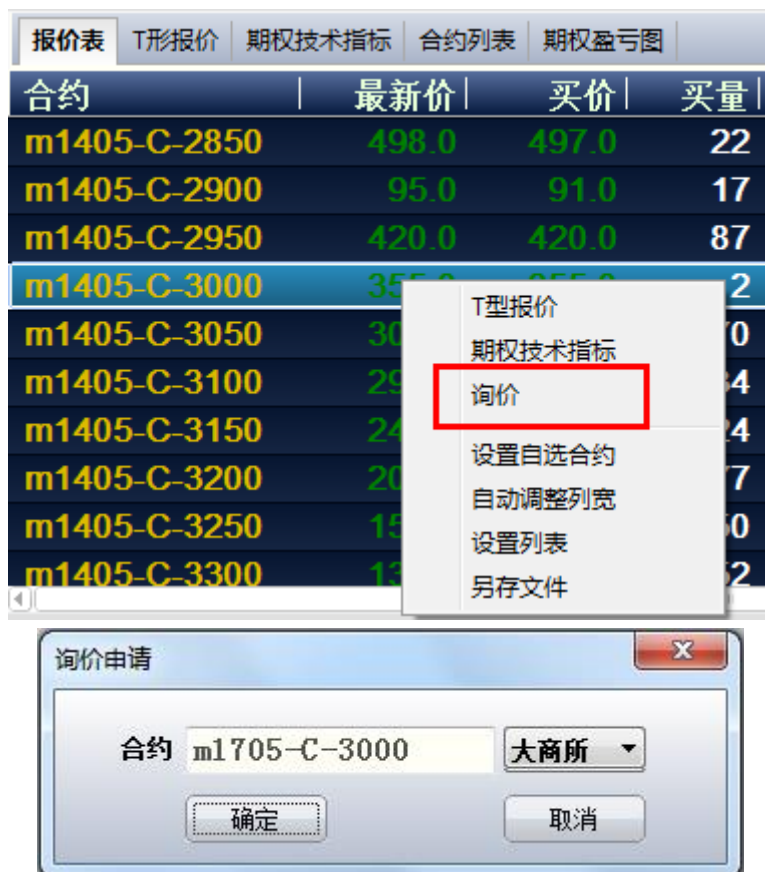 报价表 T形报价 期权技术指标 合约列表 期权盈亏图
合约 最新价 买价 买量
m1405-C-2850 498.0 497.0 22
m1405-C-2900 95.0 91.0 17
m1405-C-2950 420.0 420.0 87
m1405-C-3000 2
m1405-C-3050
m1405-C-3100
m1405-C-3150
m1405-C-3200
m1405-C-3250
m1405-C-3300
T型报价
期权技术指标
询价
设置自选合约
自动调整列宽
设置列表
另存文件
询价申请
合约 m1705-C-3000 大商所
确定 取消